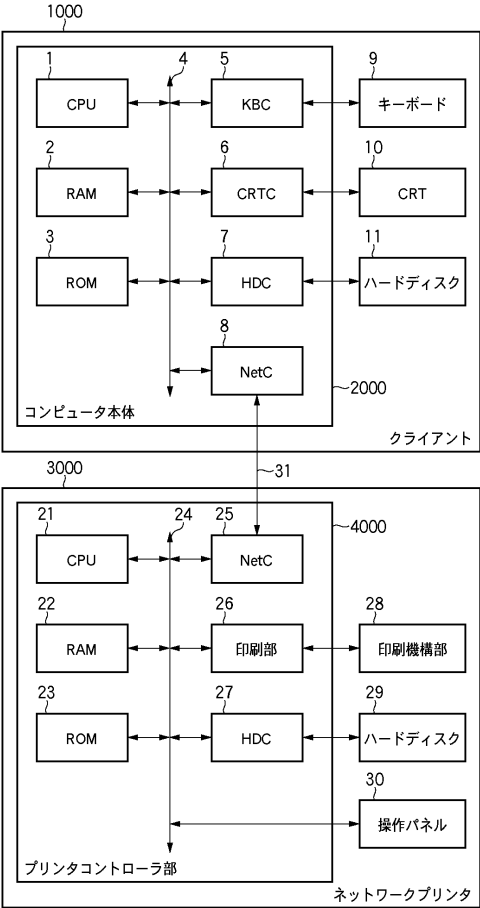 1000
1 4 5 9
CPU KBC キーボード
2 6 10
RAM CRTC CRT
3 7 11
ROM HDC ハードディスク
8
NetC
2000
コンピュータ本体
クライアント
31
3000
21 24 25 4000
CPU NetC
22 26 28
RAM 印刷部 印刷機構部
23 27 29
ROM HDC ハードディスク
30
操作パネル
プリンタコントローラ部
ネットワークプリンタ